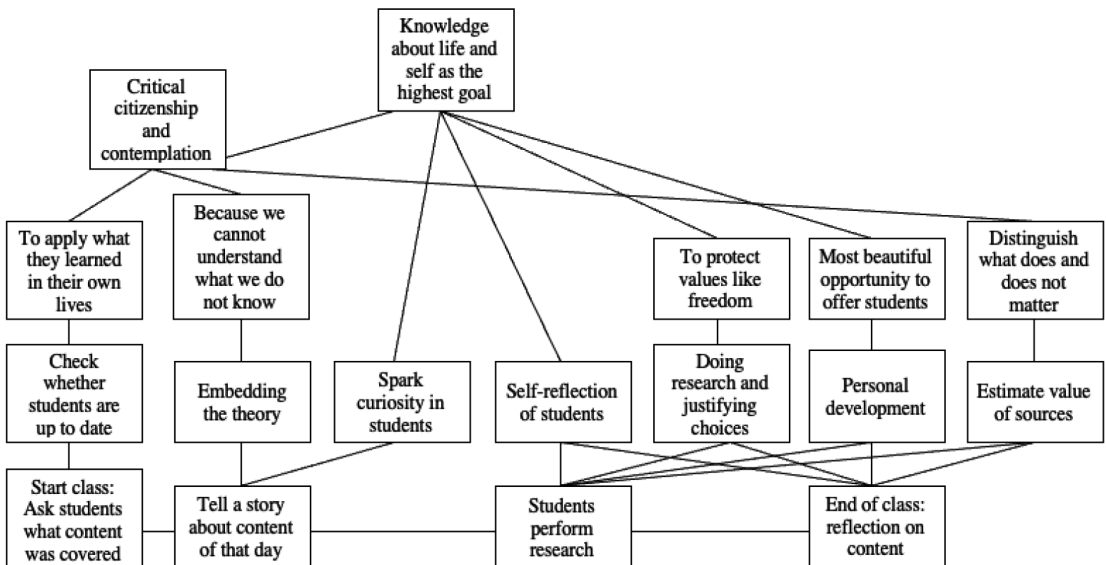 Knowledge
about life and
self as the
highest goal
Critical
citizenship
and
contemplation
To apply what
they learned
in their own
lives
Because we
cannot
understand
what we do
not know
To protect
values like
freedom
Most beautiful
opportunity to
offer students
Distinguish
what does and
does not
matter
Check
whether
students are
up to date
Embedding
the theory
Spark
curiosity in
students
Self-reflection
of students
Doing
research and
justifying
choices
Personal
development
Estimate value
of sources
Start class:
Ask students
what content
was covered
Tell a story
about content
of that day
Students
perform
research
End of class:
reflection on
content